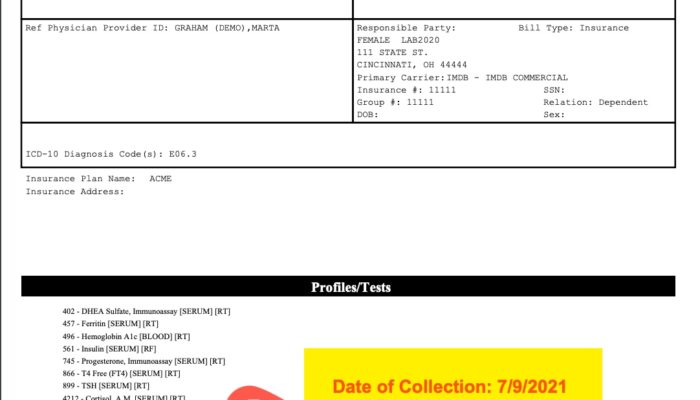 Ref Physician Provider ID: GRAHAM (DEMO),MARTA
Responsible Party: Bill Type: Insurance
FEMALE LAB2020
111 STATE ST.
CINCINNATI, OH 44444
Primary Carrier:IMDB - IMDB COMMERCIAL
Insurance #: 11111 SSN:
Group #: 11111 Relation: Dependent
DOB: Sex:
ICD-10 Diagnosis Code(s): E06.3
Insurance Plan Name: ACME
Insurance Address:
Profiles/Tests
402 - DHEA Sulfate, Immunoassay [SERUM] [RT]
457 - Ferritin [SERUM] [RT]
496 - Hemoglobin A1c [BLOOD] [RT]
561 - Insulin [SERUM] [RF]
745 - Progesterone, Immunoassay [SERUM] [RT]
866 - T4 Free (FT4) [SERUM] [RT]
899 - TSH [SERUM] [RT]
4212 - Cortisol, A.M. [SERUM] [RT]
Date of Collection: 7/9/2021